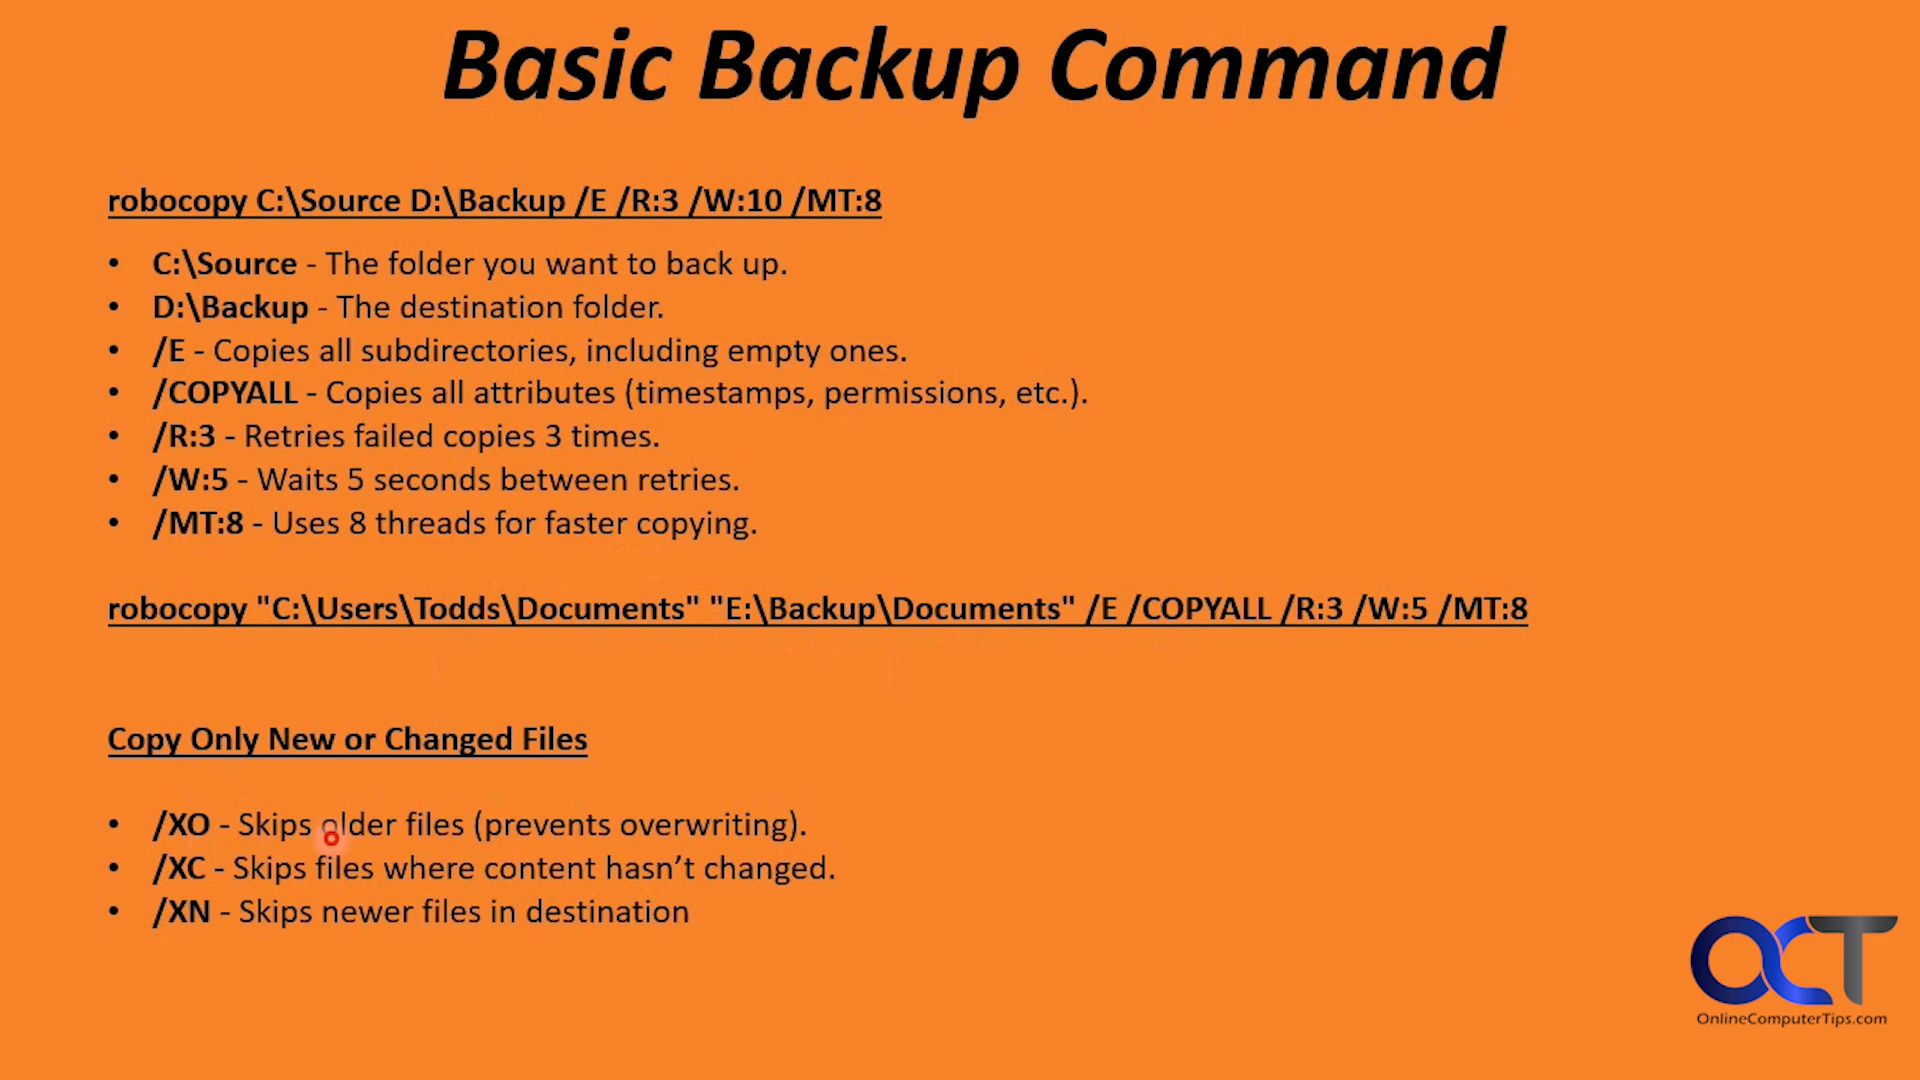 Basic Backup Command
robocopy C:\Source D:\Backup /E /R:3 /W:10 /MT:8
• C:\Source - The folder you want to back up.
• D:\Backup - The destination folder.
• /E - Copies all subdirectories, including empty ones.
• /COPYALL - Copies all attributes (timestamps, permissions, etc.).
• /R:3 - Retries failed copies 3 times.
• /W:5 - Waits 5 seconds between retries.
• /MT:8 - Uses 8 threads for faster copying.
robocopy "C:\Users\Todds\Documents" "E:\Backup\Documents" /E /COPYALL /R:3 /W:5 /MT:8
Copy Only New or Changed Files
• /XO - Skips older files (prevents overwriting).
• /XC - Skips files where content hasn’t changed.
• /XN - Skips newer files in destination
OCT
OnlineComputerTips.com